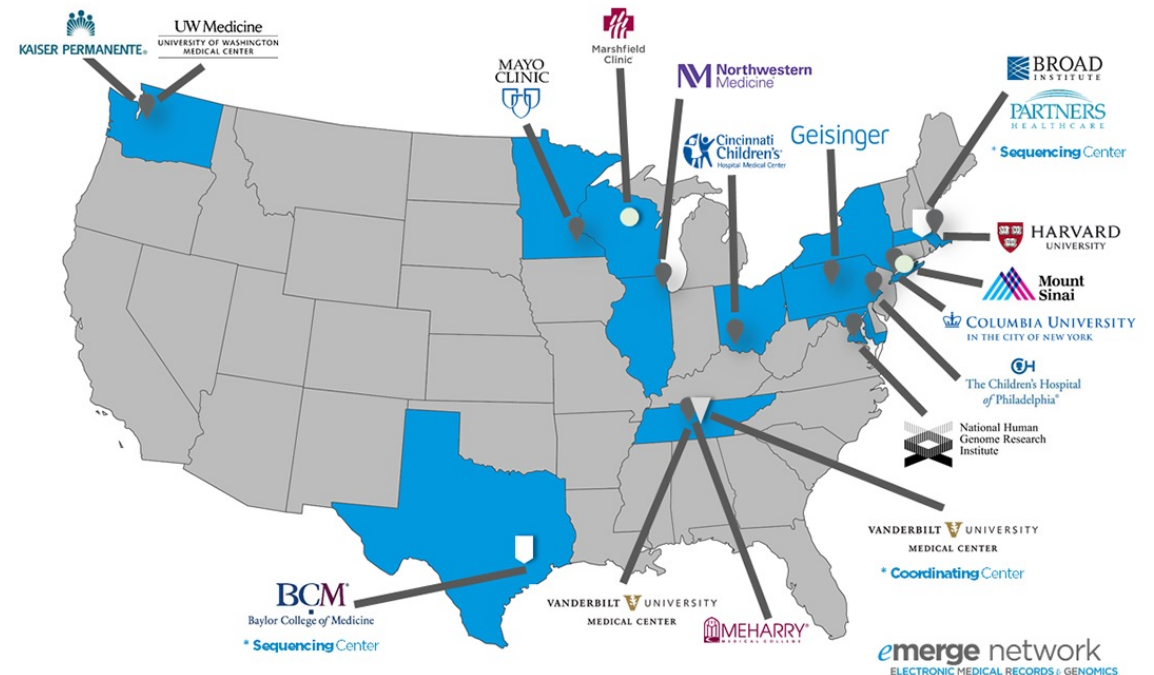 KAISER PERMANENTE®
UW Medicine
UNIVERSITY OF WASHINGTON
MEDICAL CENTER
MAYO
CLINIC
Marshfield
Clinic
Northwestern
Medicine
Cincinnati
Children's
Hospital Medical Center
Geisinger
BROAD
INSTITUTE
PARTNERS
HEALTHCARE
* Sequencing Center
HARVARD
UNIVERSITY
Mount
Sinai
COLUMBIA UNIVERSITY
IN THE CITY OF NEW YORK
The Children's Hospital
of Philadelphia®
National Human
Genome Research
Institute
VANDERBILT V UNIVERSITY
MEDICAL CENTER
* Coordinating Center
BCM®
Baylor College of Medicine
* Sequencing Center
VANDERBILT V UNIVERSITY
MEDICAL CENTER
MEHARRY®
MEDICAL COLLEGE
emerge network
ELECTRONIC MEDICAL RECORDS & GENOMICS